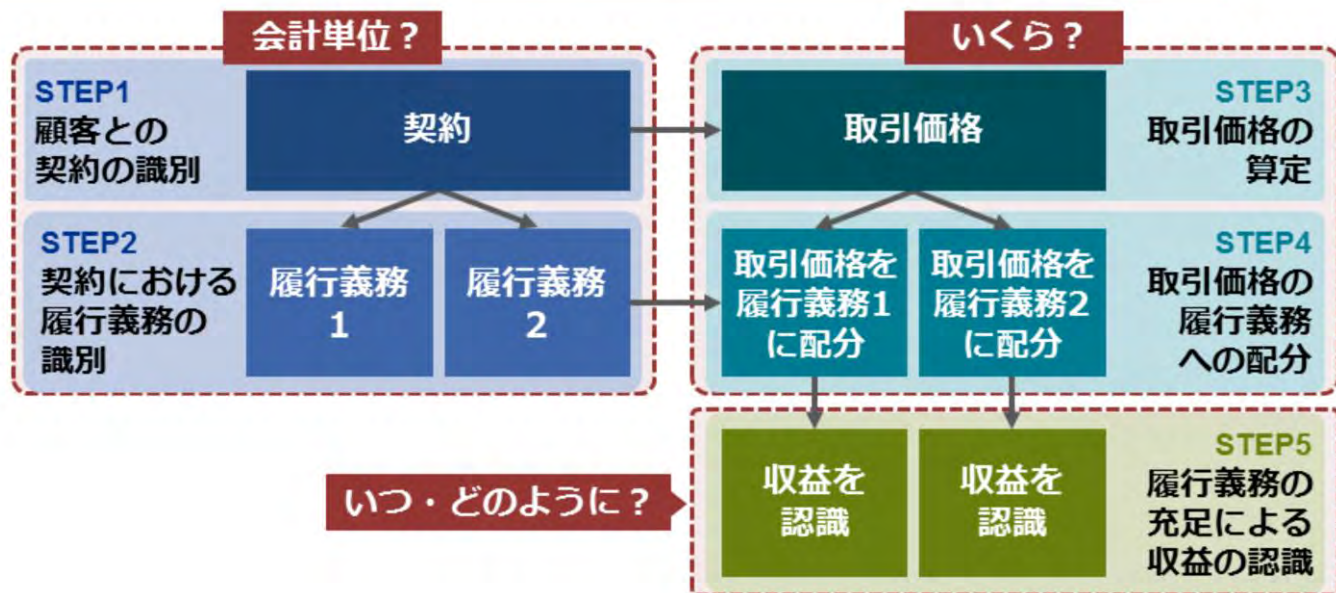 会計単位？
STEP1
顧客との
契約の識別
契約
STEP2
契約における
履行義務の
識別
履行義務
1
履行義務
2
いくら？
取引価格
STEP3
取引価格の
算定
取引価格を
履行義務1
に配分
取引価格を
履行義務2
に配分
STEP4
取引価格の
履行義務
への配分
いつ・どのように？
収益を
認識
収益を
認識
STEP5
履行義務の
充足による
収益の認識